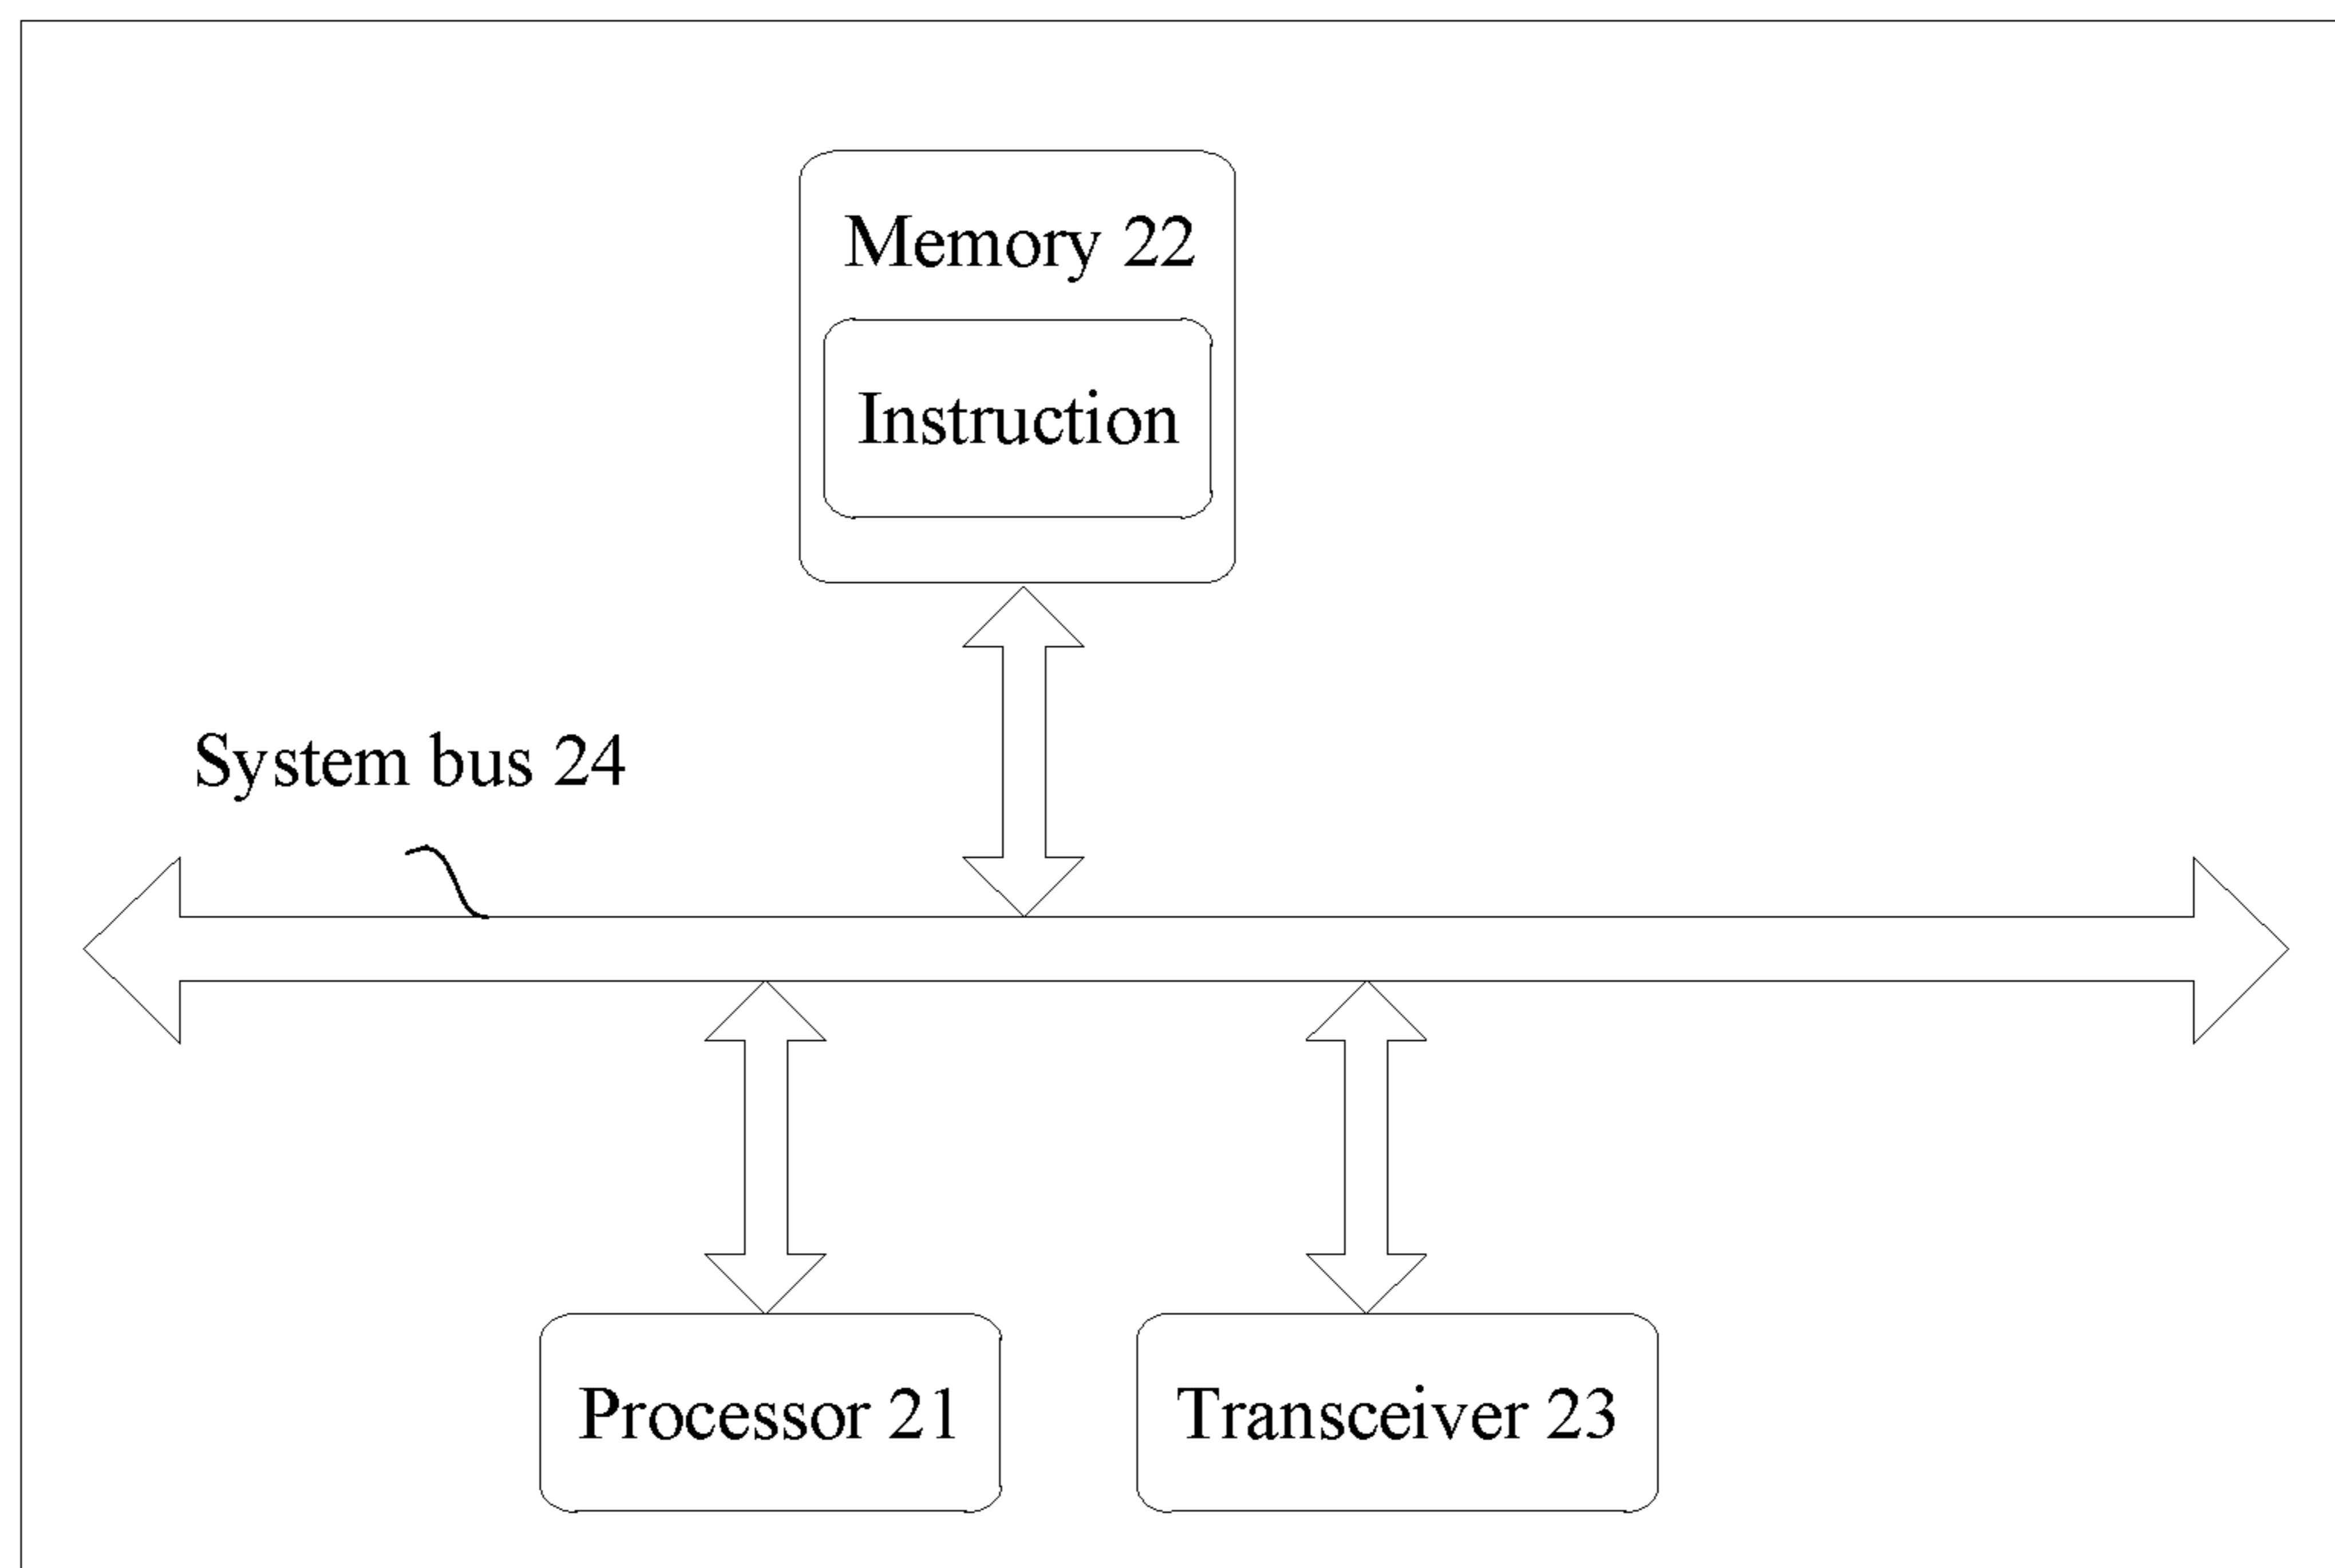 Memory 22
Instruction
System bus 24
Processor 21
Transceiver 23